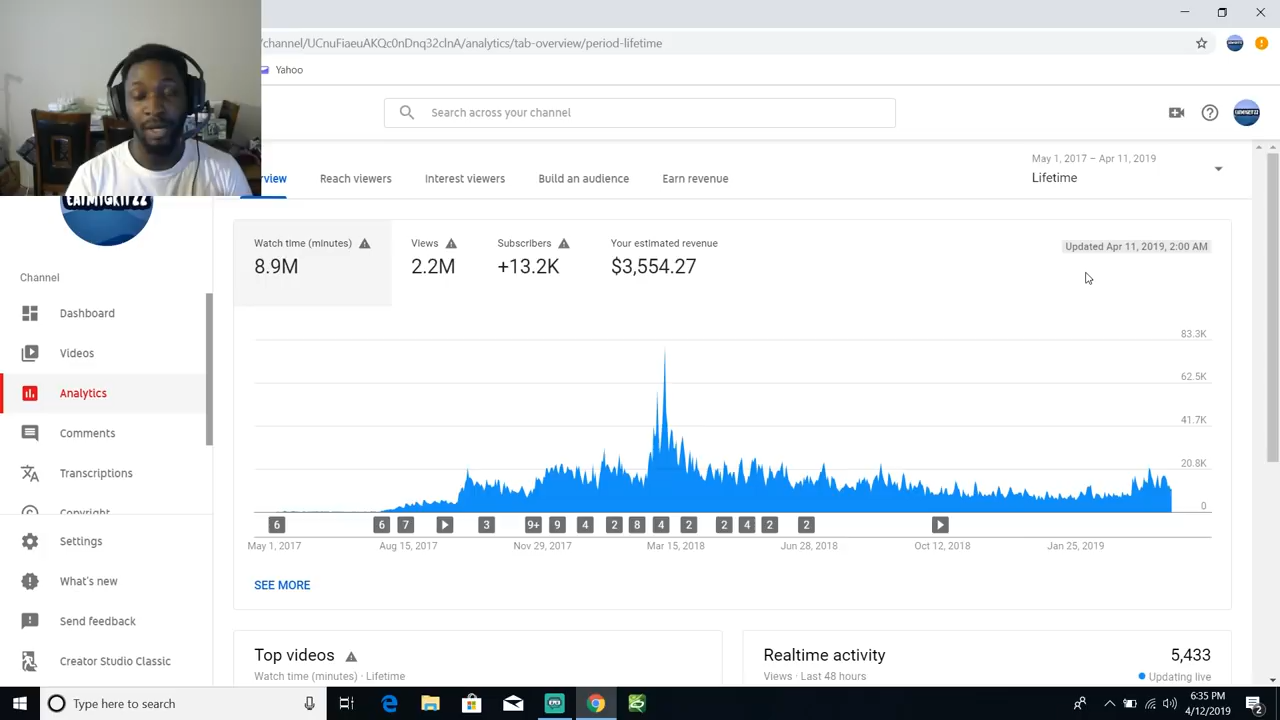 /channel/UCnuFiaeuAKQc0nDnq32clnA/analytics/tab-overview/period-lifetime
Yahoo
Search across your channel
rview
Reach viewers
Interest viewers
Build an audience
Earn revenue
May 1, 2017 – Apr 11, 2019
Lifetime
EATMYGRITZZ
Channel
Dashboard
Videos
Analytics
Comments
Transcriptions
Copyright
Settings
What's new
Send feedback
Creator Studio Classic
Watch time (minutes)
8.9M
Views
2.2M
Subscribers
+13.2K
Your estimated revenue
$3,554.27
Updated Apr 11, 2019, 2:00 AM
83.3K
62.5K
41.7K
20.8K
0
6 6 7 3 9+ 9 4 2 8 4 2 2 4 2 2
May 1, 2017 Aug 15, 2017 Nov 29, 2017 Mar 15, 2018 Jun 28, 2018 Oct 12, 2018 Jan 25, 2019
SEE MORE
Top videos
Watch time (minutes) · Lifetime
Realtime activity
5,433
Views · Last 48 hours
Updating live
Type here to search
6:35 PM
4/12/2019
2